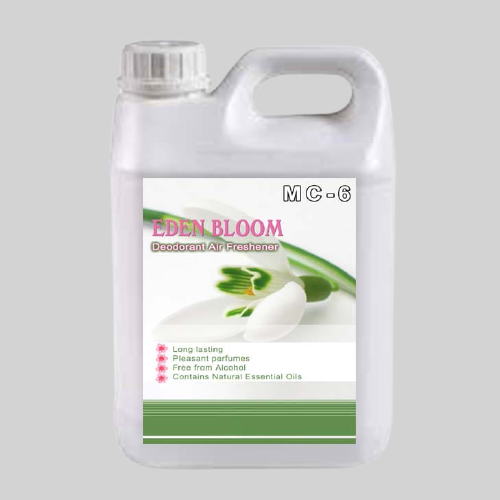 MC-6
EDEN BLOOM
Deodorant Air Freshener
Long lasting
Pleasant parfumes
Free from Alcohol
Contains Natural Essential Oils